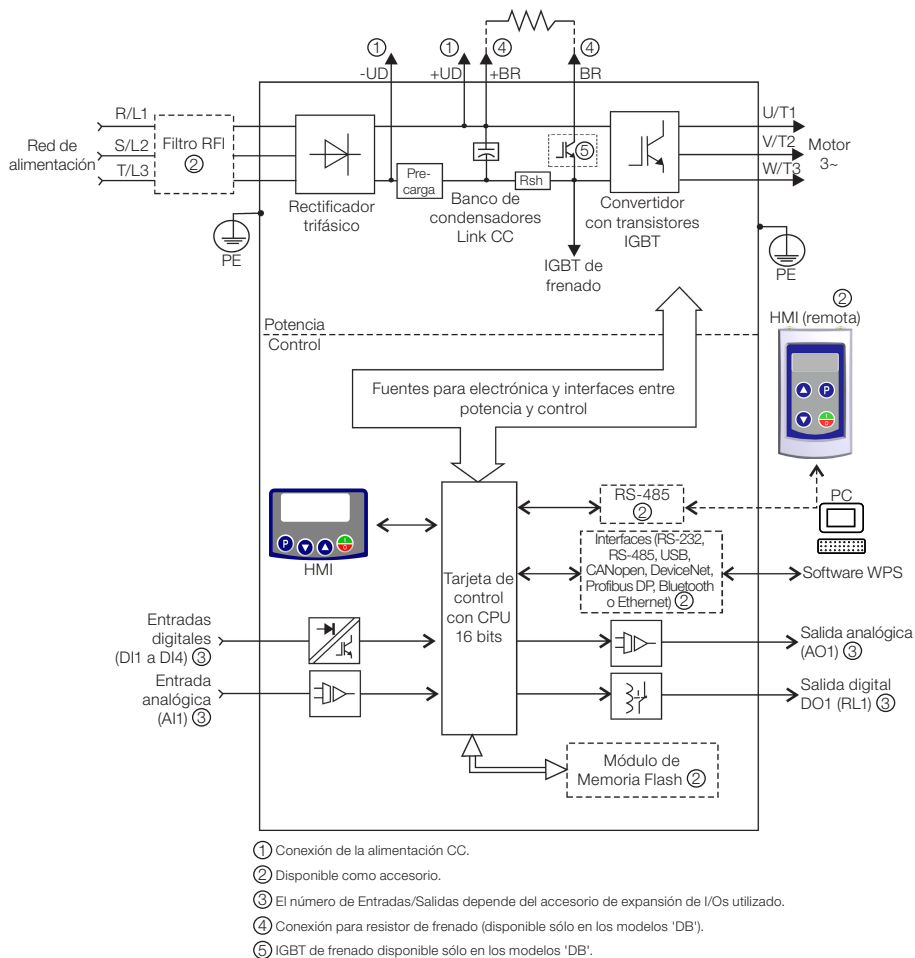 ① ① ④ ④
-UD +UD +BR BR
R/L1
S/L2
T/L3
Red de
alimentación
Filtro RFI
②
U/T1
V/T2
W/T3
Motor
3~
⑤
Pre-
carga
Rsh
Rectificador
trifásico
Banco de
condensadores
Link CC
Convertidor
con transistores
IGBT
PE
PE
IGBT de
frenado
Potencia
Control
②
HMI (remota)
P
I
0
Fuentes para electrónica y interfaces entre
potencia y control
RS-485
②
PC
P
I
0
HMI
Interfaces (RS-232,
RS-485, USB,
CANopen, DeviceNet,
Profibus DP, Bluetooth
o Ethernet) ②
Software WPS
Tarjeta de
control
con CPU
16 bits
Entradas
digitales
(DI1 a DI4) ③
Salida analógica
(AO1) ③
Entrada
analógica
(AI1) ③
Salida digital
DO1 (RL1) ③
Módulo de
Memoria Flash ②
① Conexión de la alimentación CC.
② Disponible como accesorio.
③ El número de Entradas/Salidas depende del accesorio de expansión de I/Os utilizado.
④ Conexión para resistor de frenado (disponible sólo en los modelos 'DB').
⑤ IGBT de frenado disponible sólo en los modelos 'DB'.